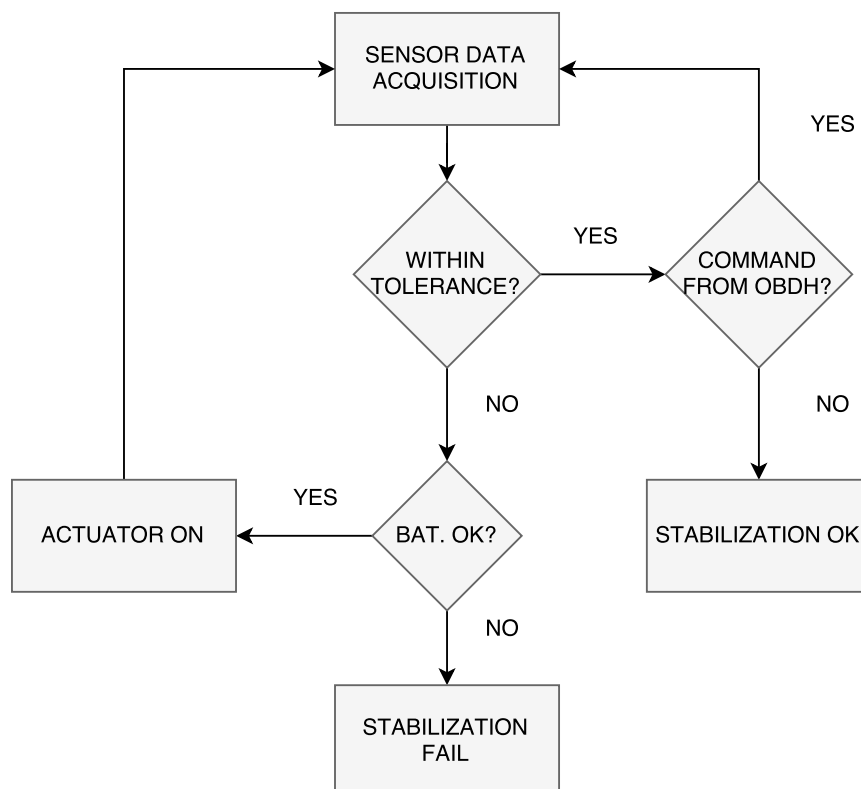 SENSOR DATA
ACQUISITION
YES
WITHIN
TOLERANCE?
YES
COMMAND
FROM OBDH?
NO
NO
ACTUATOR ON
YES
BAT. OK?
STABILIZATION OK
NO
STABILIZATION
FAIL